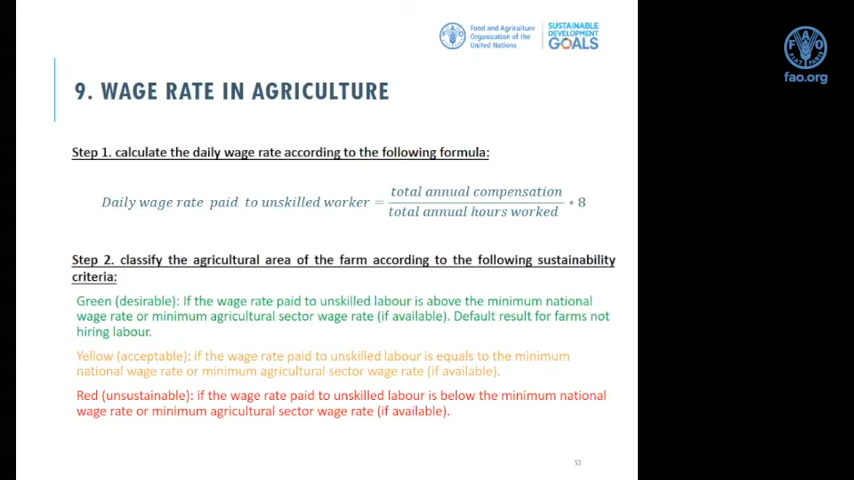 Food and Agriculture
Organization of the
United Nations
SUSTAINABLE
DEVELOPMENT
GOALS
FAO
FIAT PANIS
fao.org
9. WAGE RATE IN AGRICULTURE
Step 1. calculate the daily wage rate according to the following formula:
Daily wage rate paid to unskilled worker = total annual compensation / total annual hours worked * 8
Step 2. classify the agricultural area of the farm according to the following sustainability
criteria:
Green (desirable): If the wage rate paid to unskilled labour is above the minimum national
wage rate or minimum agricultural sector wage rate (if available). Default result for farms not
hiring labour.
Yellow (acceptable): if the wage rate paid to unskilled labour is equals to the minimum
national wage rate or minimum agricultural sector wage rate (if available).
Red (unsustainable): if the wage rate paid to unskilled labour is below the minimum national
wage rate or minimum agricultural sector wage rate (if available).
53